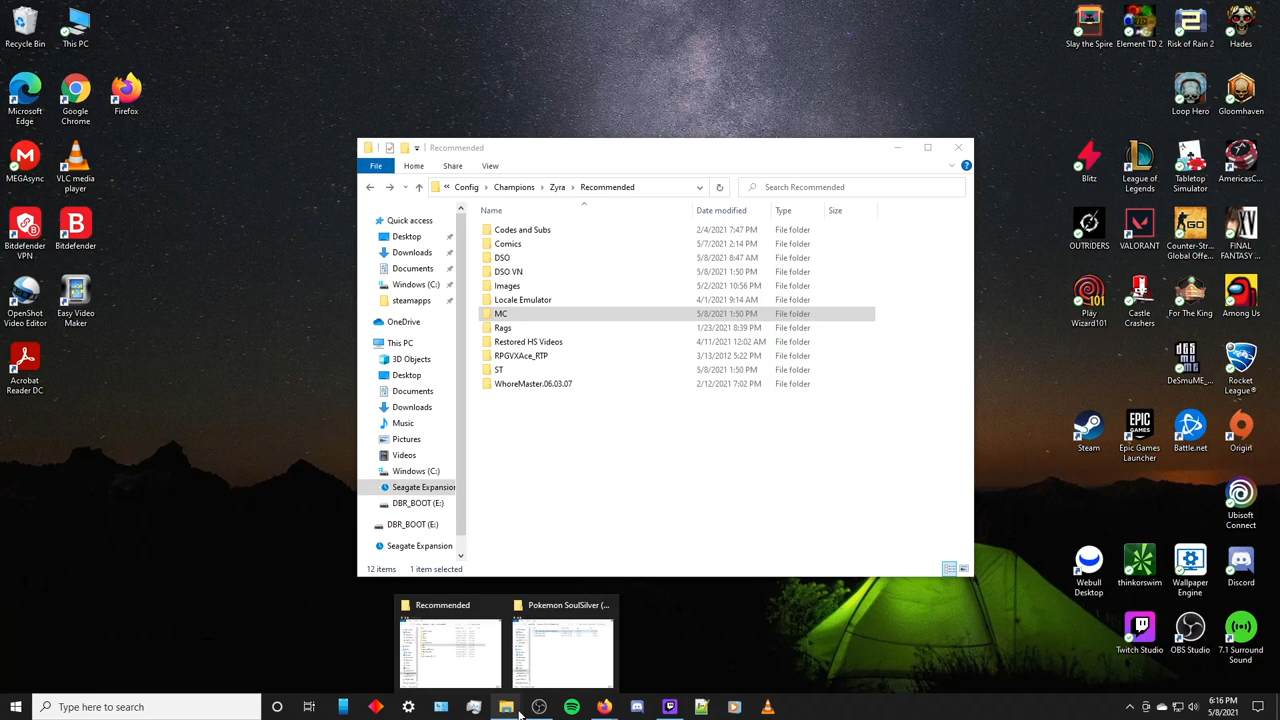 Recycle Bin
This PC
Slay the Spire
Element TD 2
Risk of Rain 2
Hades
Microsoft Edge
Google Chrome
Firefox
Loop Hero
Gloomhaven
MEGAsync
VLC media player
Blitz
League of Legends
Tabletop Simulator
AmericasC...
Bitdefender VPN
Bitdefender
OUTRIDERS
VALORANT
Counter-Str... Global Offe...
FINAL FANTASY ...
OpenShot Video Editor
Easy Video Maker
Play Wizard101
Castle Crashers
For The King
Among Us
Acrobat Reader DC
DeSmuME_...
Rocket League®
Steam
Epic Games Launcher
Battle.net
Origin
Ubisoft Connect
Webull Desktop
thinkorswim
Wallpaper Engine
Discord
Twitch
OBS Studio
Surround Sound
Recommended
File Home Share View
« Config > Champions > Zyra > Recommended
Search Recommended
Name Date modified Type Size
Quick access
Desktop
Downloads
Documents
Windows (C:)
steamapps
OneDrive
This PC
3D Objects
Desktop
Documents
Downloads
Music
Pictures
Videos
Windows (C:)
Seagate Expansion
DBR_BOOT (E:)
DBR_BOOT (E:)
Seagate Expansion
Codes and Subs 2/4/2021 7:47 PM File folder
Comics 5/7/2021 2:14 PM File folder
DSO 5/8/2021 8:47 AM File folder
DSO VN 5/8/2021 1:50 PM File folder
Images 5/2/2021 10:56 PM File folder
Locale Emulator 4/1/2021 9:14 AM File folder
MC 5/8/2021 1:50 PM File folder
Rags 1/23/2021 8:39 PM File folder
Restored HS Videos 4/11/2021 12:02 AM File folder
RPGVXAce_RTP 3/13/2012 5:22 PM File folder
ST 5/8/2021 1:50 PM File folder
WhoreMaster.06.03.07 2/12/2021 7:02 PM File folder
12 items 1 item selected
Recommended
Pokemon SoulSilver (...
Type here to search
6:16 PM
5/8/2021